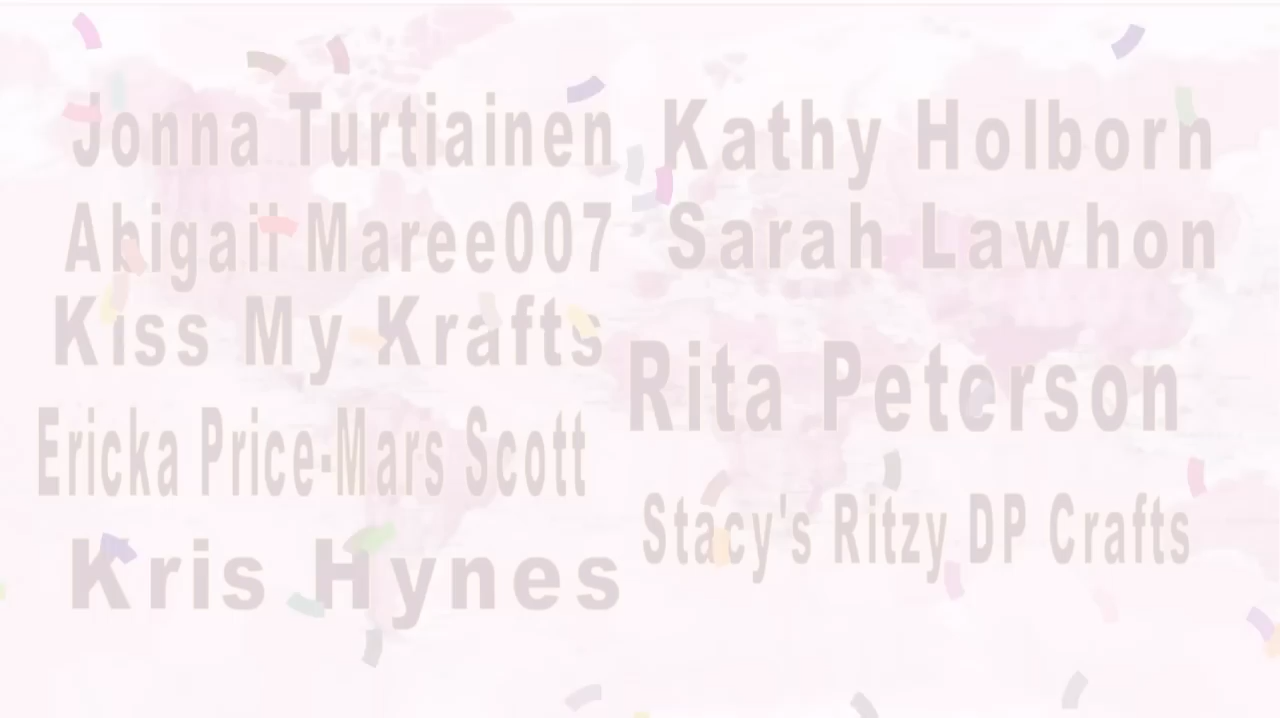 Jonna Turtiainen
Abigail Maree007
Kiss My Krafts
Ericka Price-Mars Scott
Kris Hynes
Kathy Holborn
Sarah Lawhon
Rita Peterson
Stacy's Ritzy DP Crafts